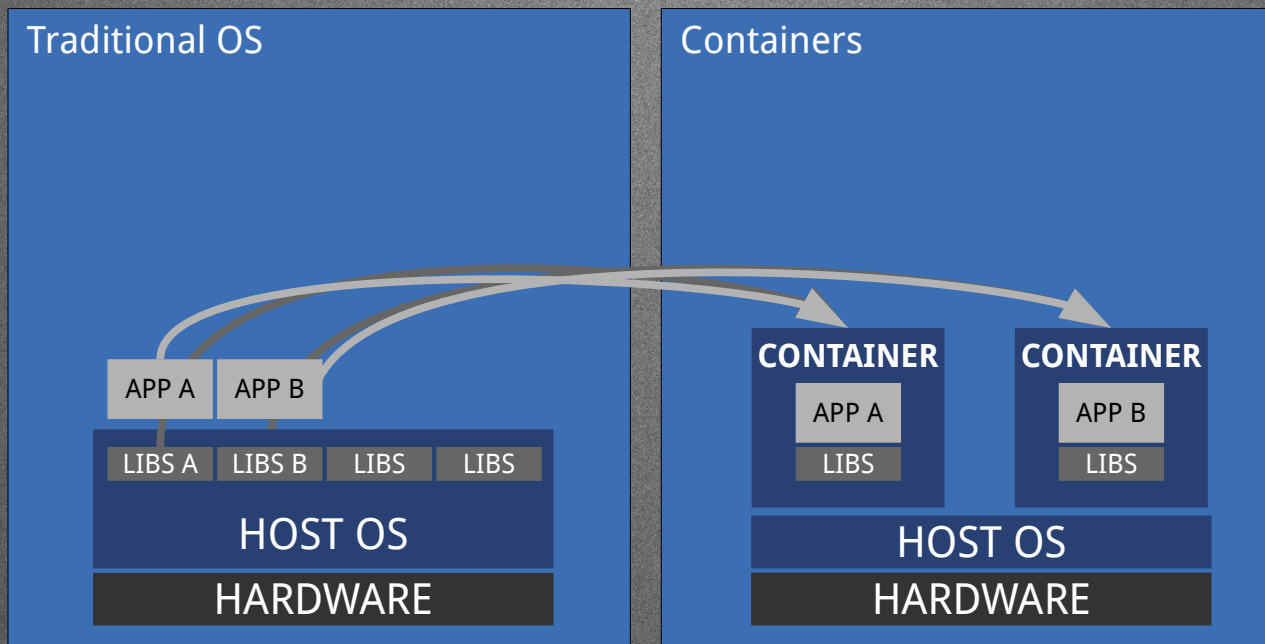 Traditional OS
APP A
APP B
LIBS A
LIBS B
LIBS
LIBS
HOST OS
HARDWARE
Containers
CONTAINER
APP A
LIBS
CONTAINER
APP B
LIBS
HOST OS
HARDWARE